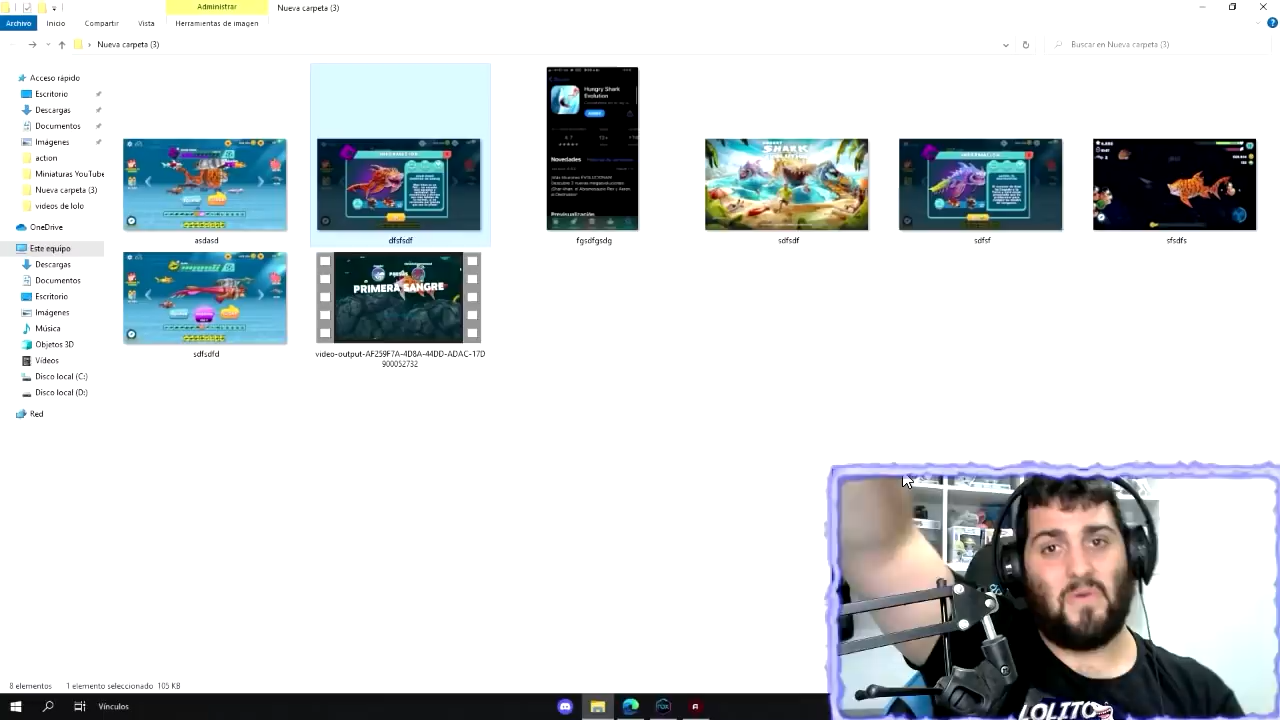 Administrar
Nueva carpeta (3)
Archivo
Inicio
Compartir
Vista
Herramientas de imagen
Nueva carpeta (3)
Buscar en Nueva carpeta (3)
Acceso rápido
Escritorio
Descargas
Documentos
Imágenes
action
Miniaturas Youtube
Nueva carpeta (3)
videos de lolo
OneDrive
Este equipo
Descargas
Documentos
Escritorio
Imágenes
Música
Objetos 3D
Vídeos
Disco local (C:)
Disco local (D:)
Red
asdasd
dfsfsdf
Hungry Shark
Evolution
Novedades
fgsdfgsdg
SHARK
sdfsdf
INFORMACIÓN
sdfsf
sfsdfs
sdfsdfd
PRIMERA SANGRE
video-output-AF259F7A-4D8A-44DD-ADAC-17D
900052732
8 elementos
1 elemento seleccionado 105 KB
Vínculos
LOLITO